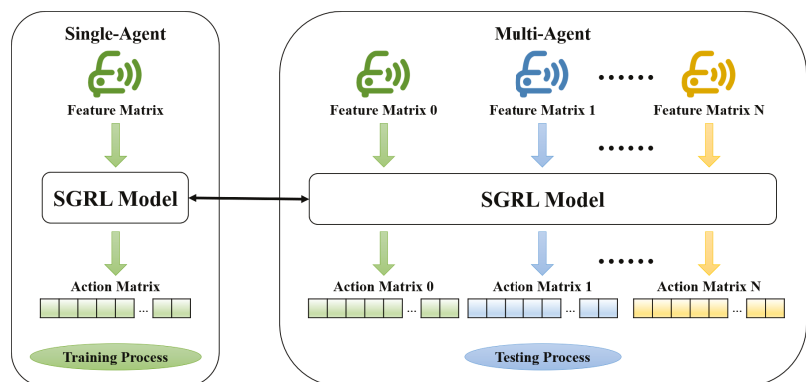 Single-Agent
Feature Matrix
SGRL Model
Action Matrix
...
Training Process
Multi-Agent
......
Feature Matrix 0 Feature Matrix 1 Feature Matrix N
......
SGRL Model
......
Action Matrix 0 Action Matrix 1 Action Matrix N
... ... ...
Testing Process